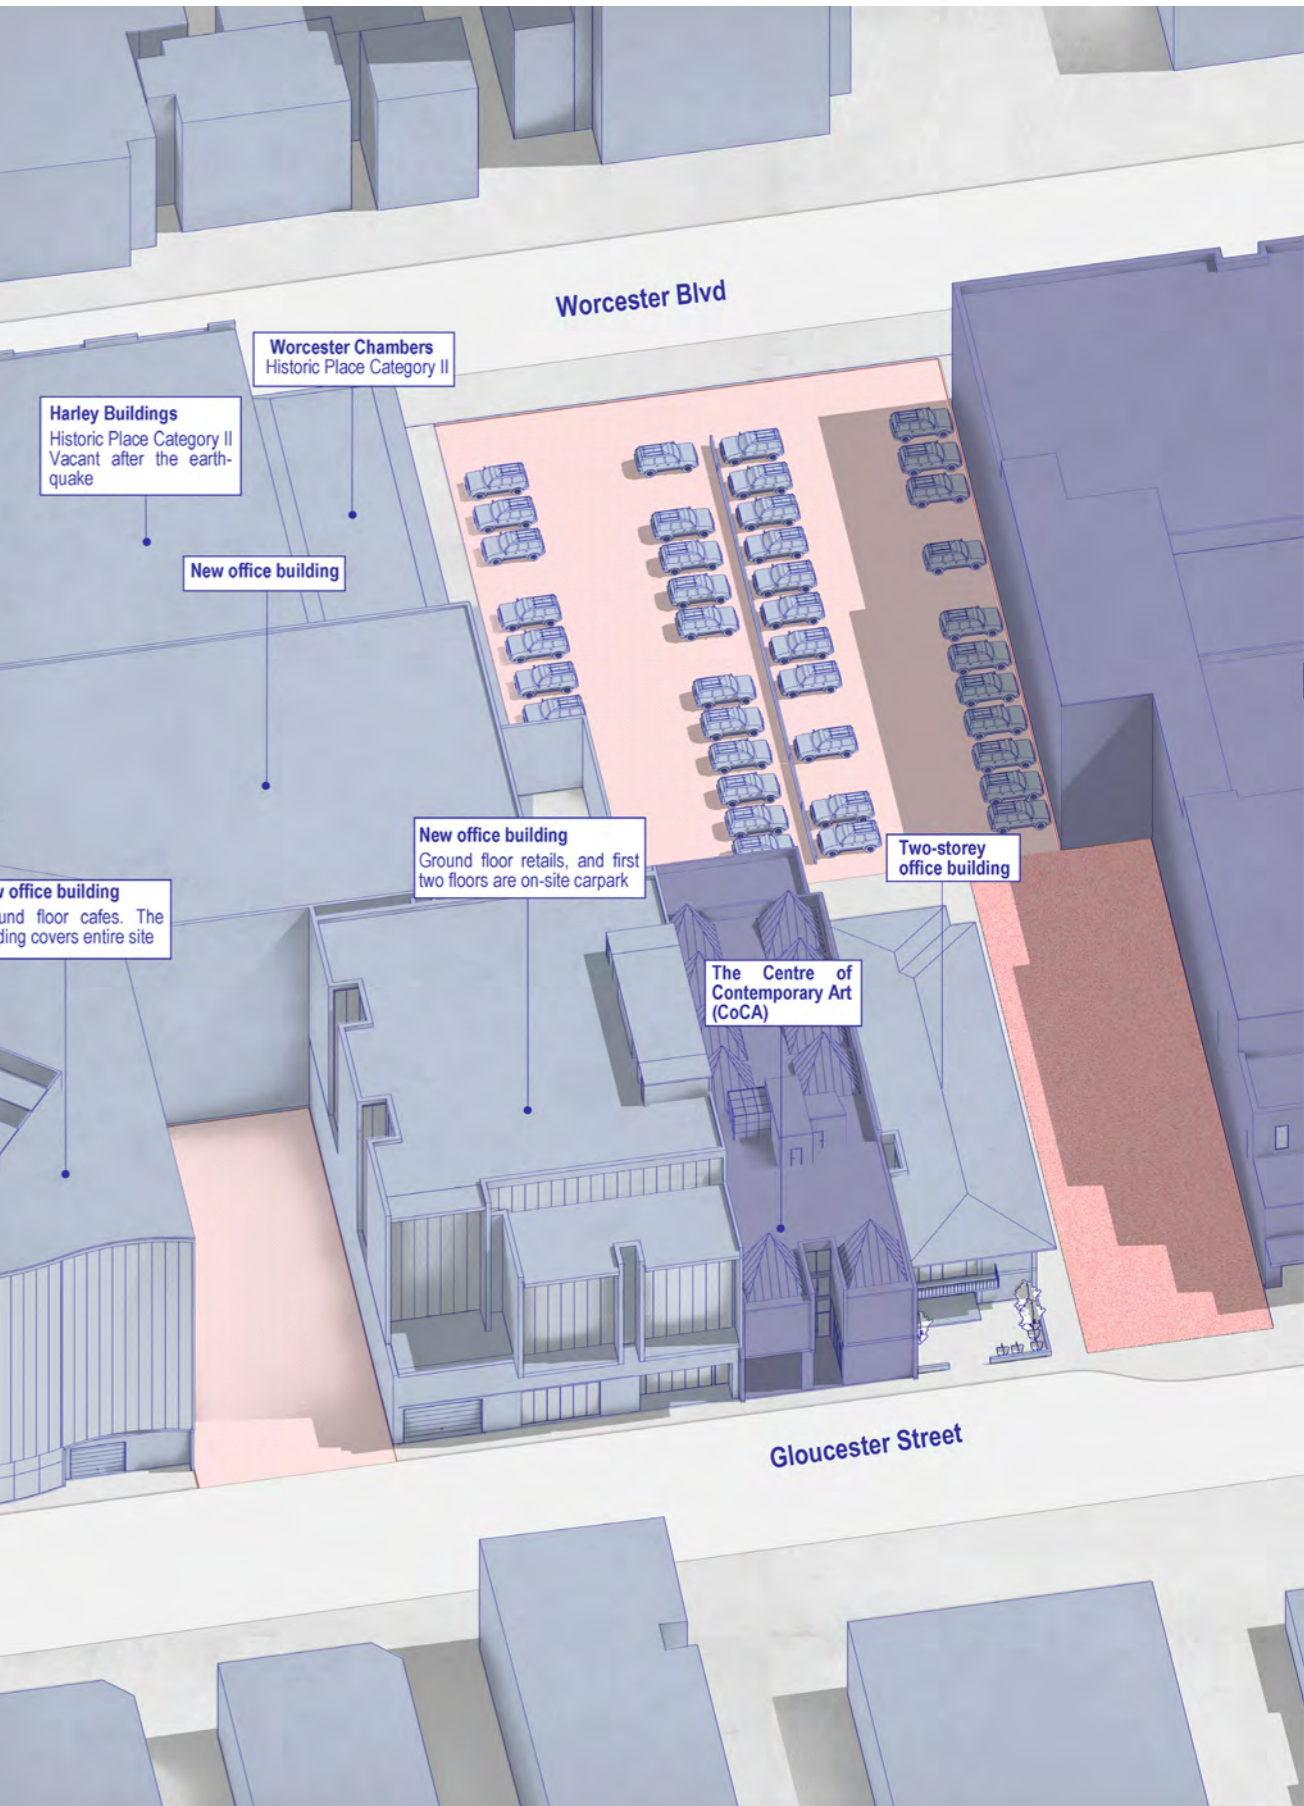 Worcester Blvd
Worcester Chambers
Historic Place Category II
Harley Buildings
Historic Place Category II
Vacant after the earth-
quake
New office building
New office building
Ground floor retails, and first
two floors are on-site carpark
Two-storey
office building
office building
floor cafes. The
covers entire site
The Centre of
Contemporary Art
(CoCA)
Gloucester Street